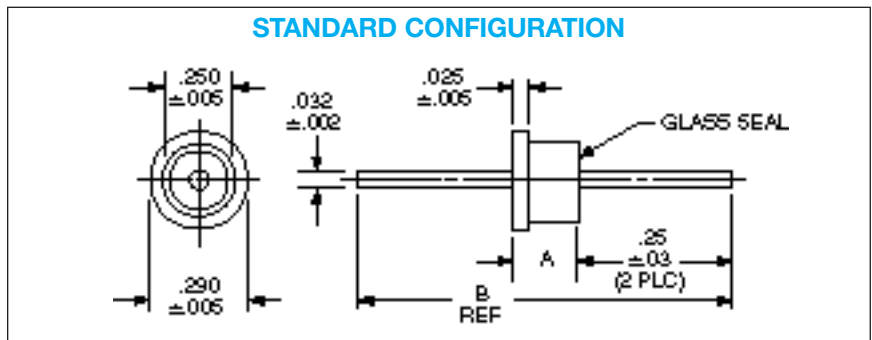 STANDARD CONFIGURATION
.250
±.005
.032
±.002
.025
±.005
GLASS SEAL
.290
±.005
A
.25
±.03
(2 PLC)
B
REF